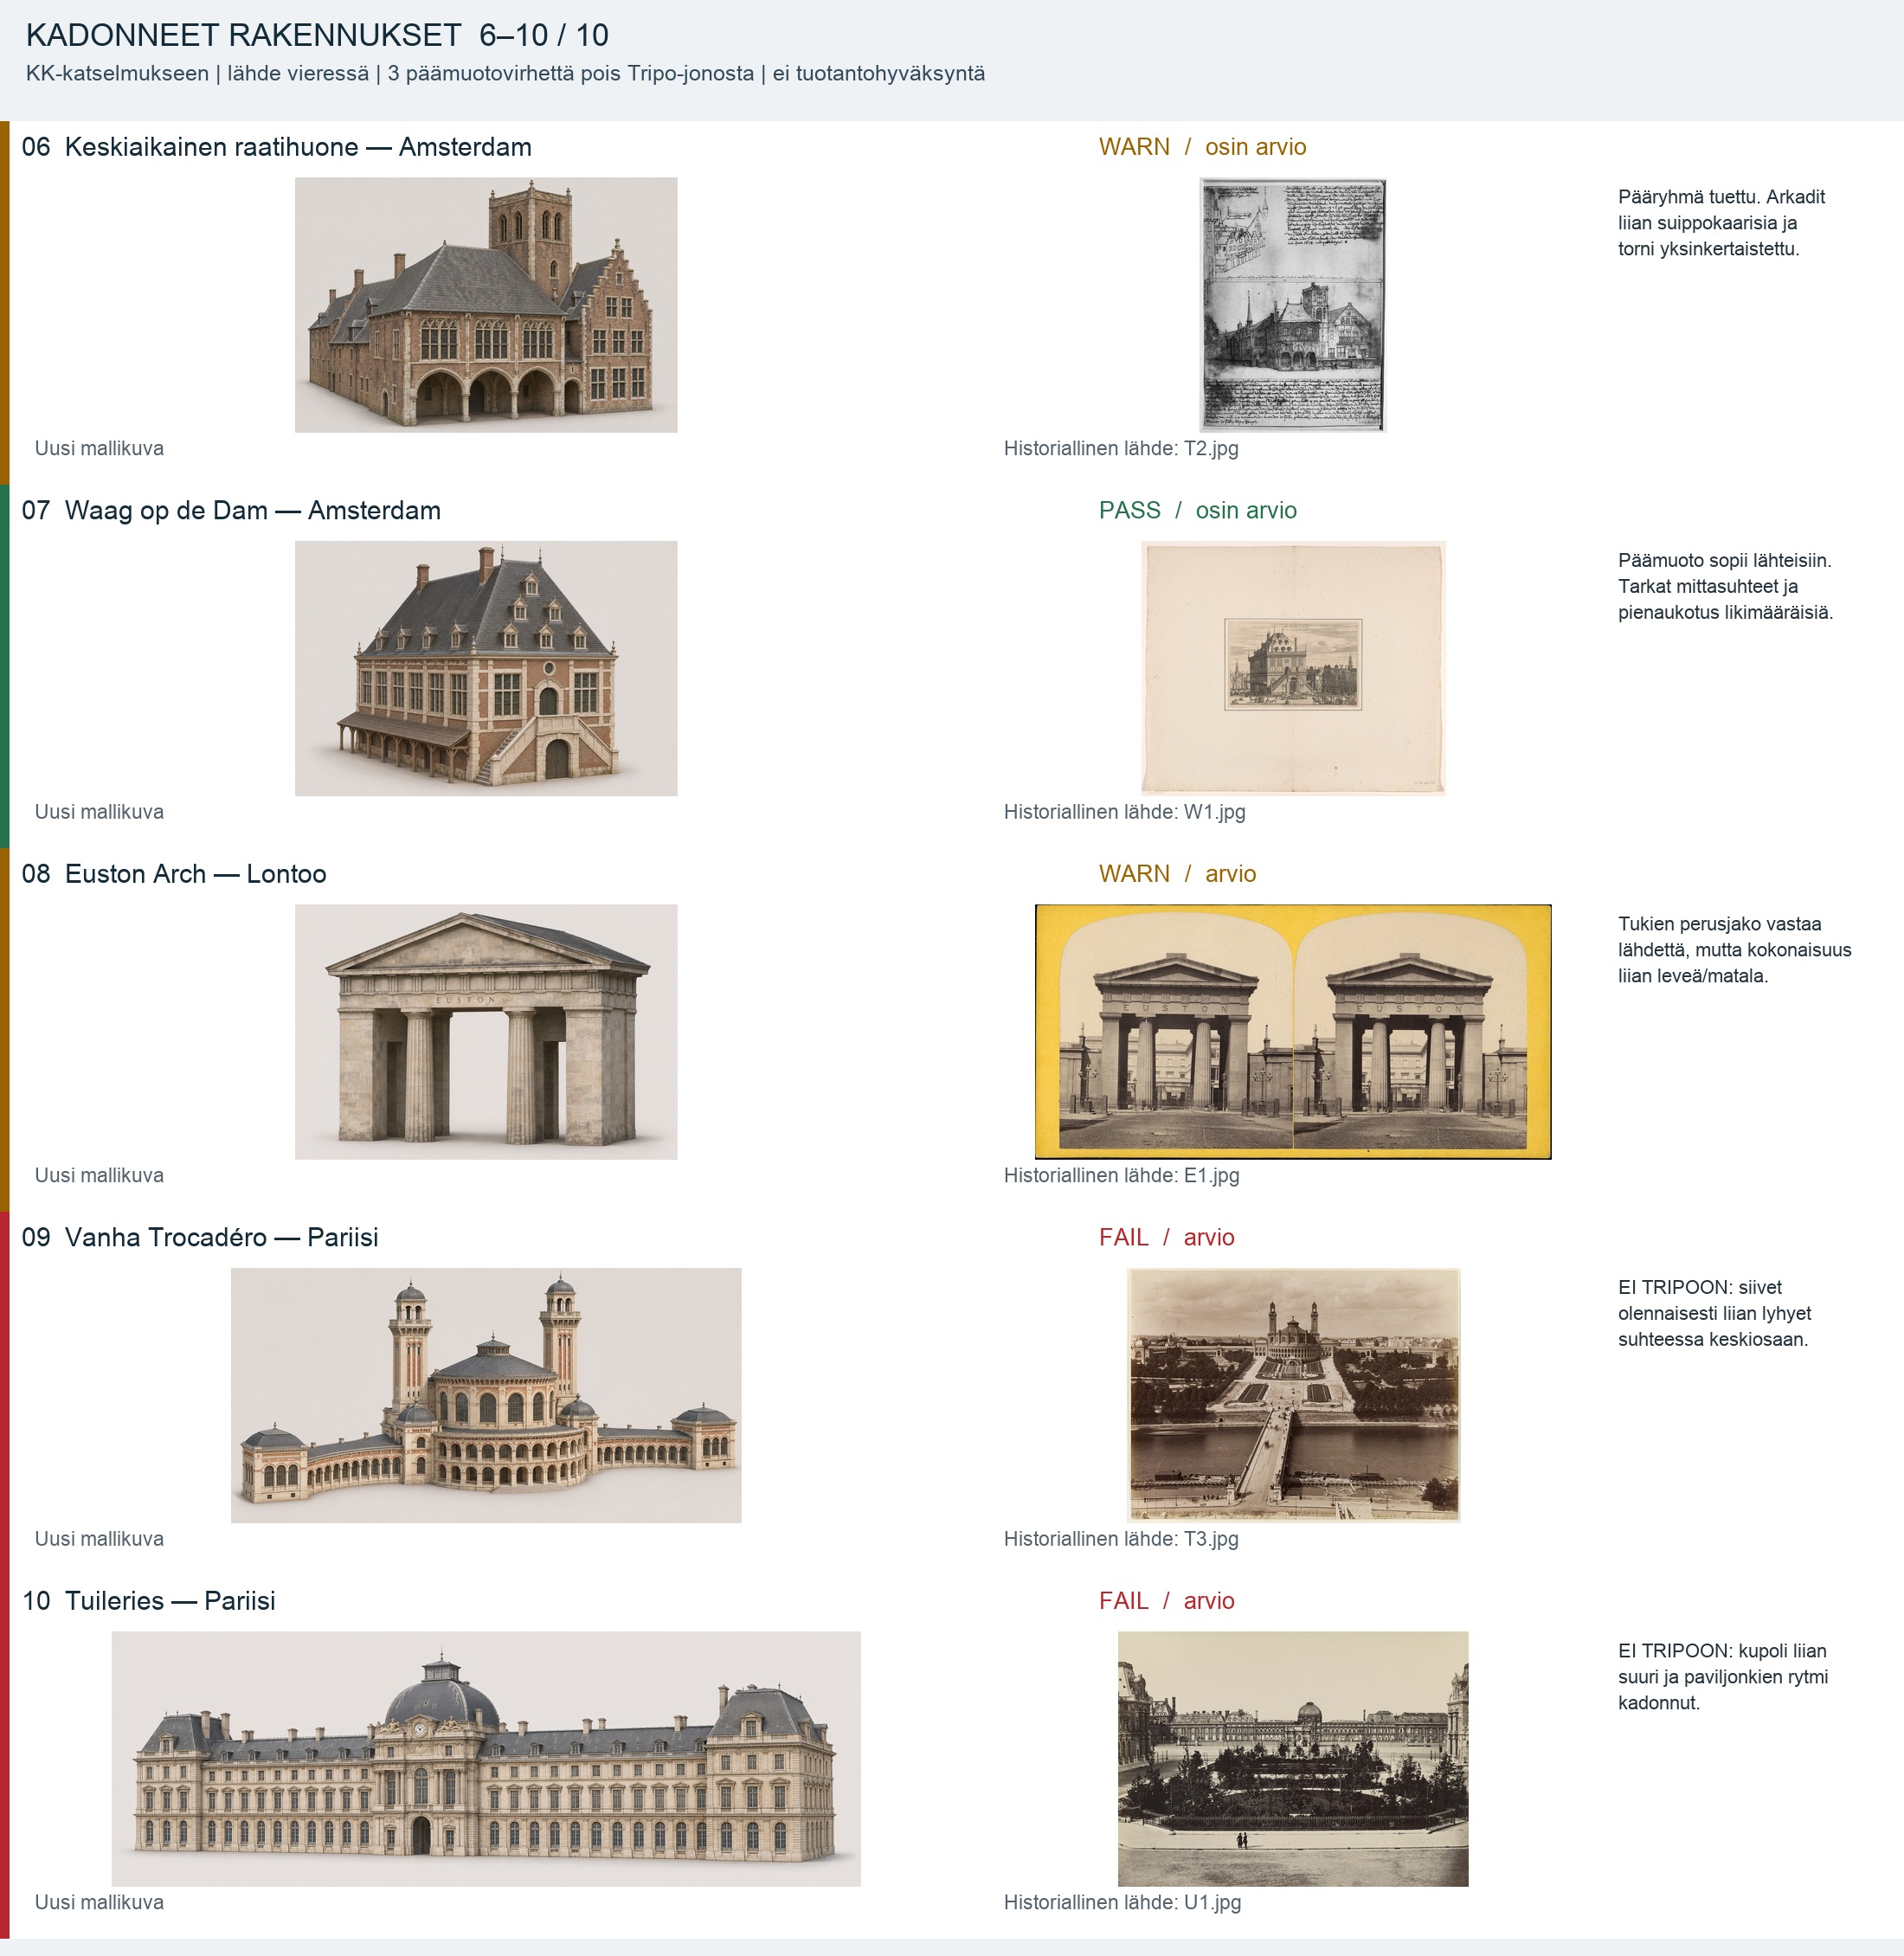 KADONNEET RAKENNUKSET 6–10 / 10
KK-katselmukseen | lähde vieressä | 3 päämuotovirhettä pois Tripo-jonosta | ei tuotantohyväksyntä
06 Keskiaikainen raatihuone — Amsterdam
WARN / osin arvio
Pääryhmä tuettu. Arkadit
liian suippokaarisia ja
torni yksinkertaistettu.
Uusi mallikuva
Historiallinen lähde: T2.jpg
07 Waag op de Dam — Amsterdam
PASS / osin arvio
Päämuoto sopii lähteisiin.
Tarkat mittasuhteet ja
pienaukotus likimääräisiä.
Uusi mallikuva
Historiallinen lähde: W1.jpg
08 Euston Arch — Lontoo
WARN / arvio
EUSTON
EUSTON
EUSTON
Tukien perusjako vastaa
lähdettä, mutta kokonaisuus
liian leveä/matala.
Uusi mallikuva
Historiallinen lähde: E1.jpg
09 Vanha Trocadéro — Pariisi
FAIL / arvio
EI TRIPOON: siivet
olennaisesti liian lyhyet
suhteessa keskiosaan.
Uusi mallikuva
Historiallinen lähde: T3.jpg
10 Tuileries — Pariisi
FAIL / arvio
EI TRIPOON: kupoli liian
suuri ja paviljonkien rytmi
kadonnut.
Uusi mallikuva
Historiallinen lähde: U1.jpg